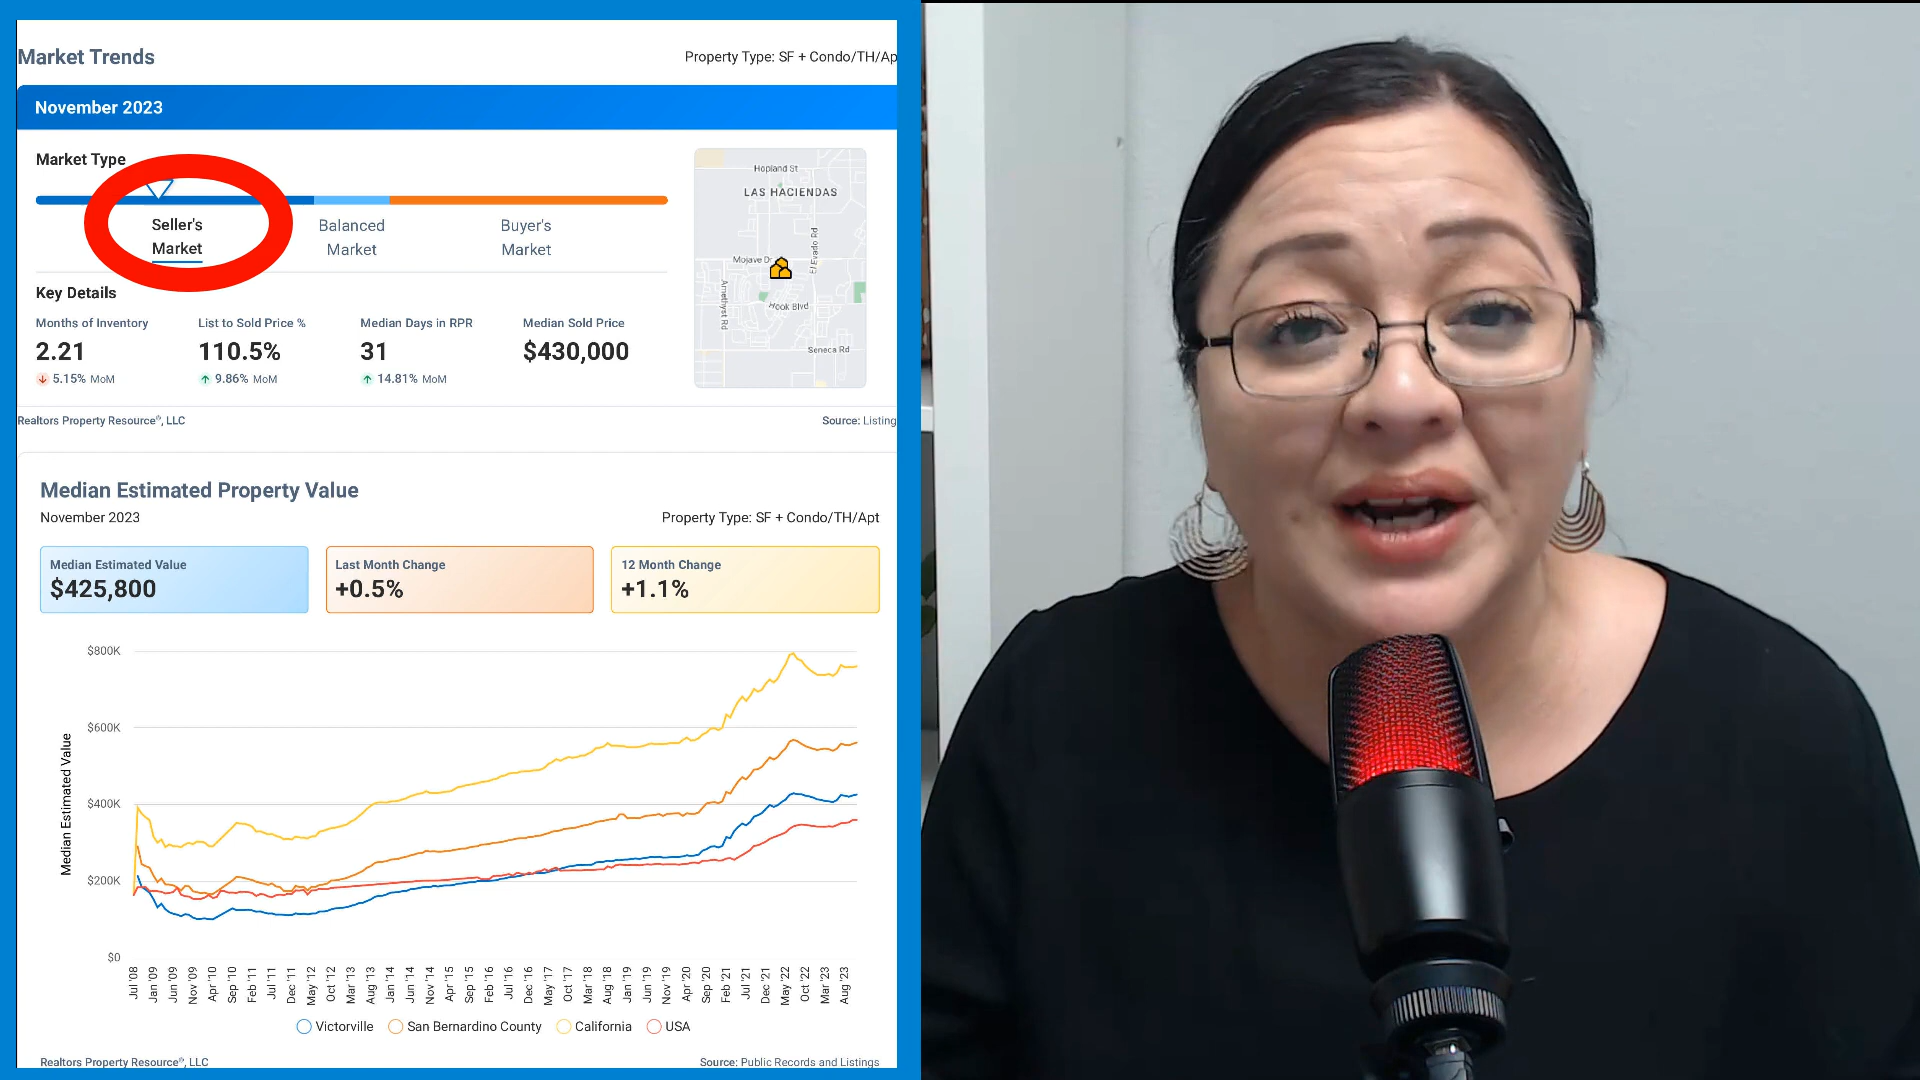 Market Trends
Property Type: SF + Condo/TH/Ap
November 2023
Market Type
Seller's
Market
Balanced
Market
Buyer's
Market
Hopland St
LAS HACIENDAS
Mojave Dr
El Evado Rd
Amethyst Rd
Hook Blvd
Seneca Rd
Key Details
Months of Inventory
2.21
5.15% MoM
List to Sold Price %
110.5%
9.86% MoM
Median Days in RPR
31
14.81% MoM
Median Sold Price
$430,000
Realtors Property Resource®, LLC
Source: Listing
Median Estimated Property Value
November 2023
Property Type: SF + Condo/TH/Apt
Median Estimated Value
$425,800
Last Month Change
+0.5%
12 Month Change
+1.1%
Median Estimated Value
$800K
$600K
$400K
$200K
$0
Jul '08
Jan '09
Jun '09
Nov '09
Apr '10
Sep '10
Feb '11
Jul '11
Dec '11
May '12
Oct '12
Mar '13
Aug '13
Jan '14
Jun '14
Nov '14
Apr '15
Sep '15
Feb '16
Jul '16
Dec '16
May '17
Oct '17
Mar '18
Aug '18
Jan '19
Jun '19
Nov '19
Apr '20
Sep '20
Feb '21
Jul '21
Dec '21
May '22
Oct '22
Mar '23
Aug '23
Victorville
San Bernardino County
California
USA
Realtors Property Resource®, LLC
Source: Public Records and Listings